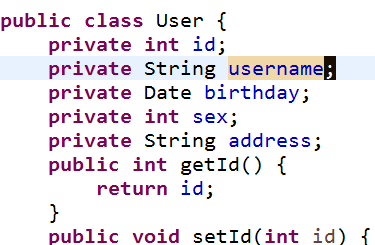 public class User {
    private int id;
    private String username;
    private Date birthday;
    private int sex;
    private String address;
    public int getId() {
        return id;
    }
    public void setId(int id) {